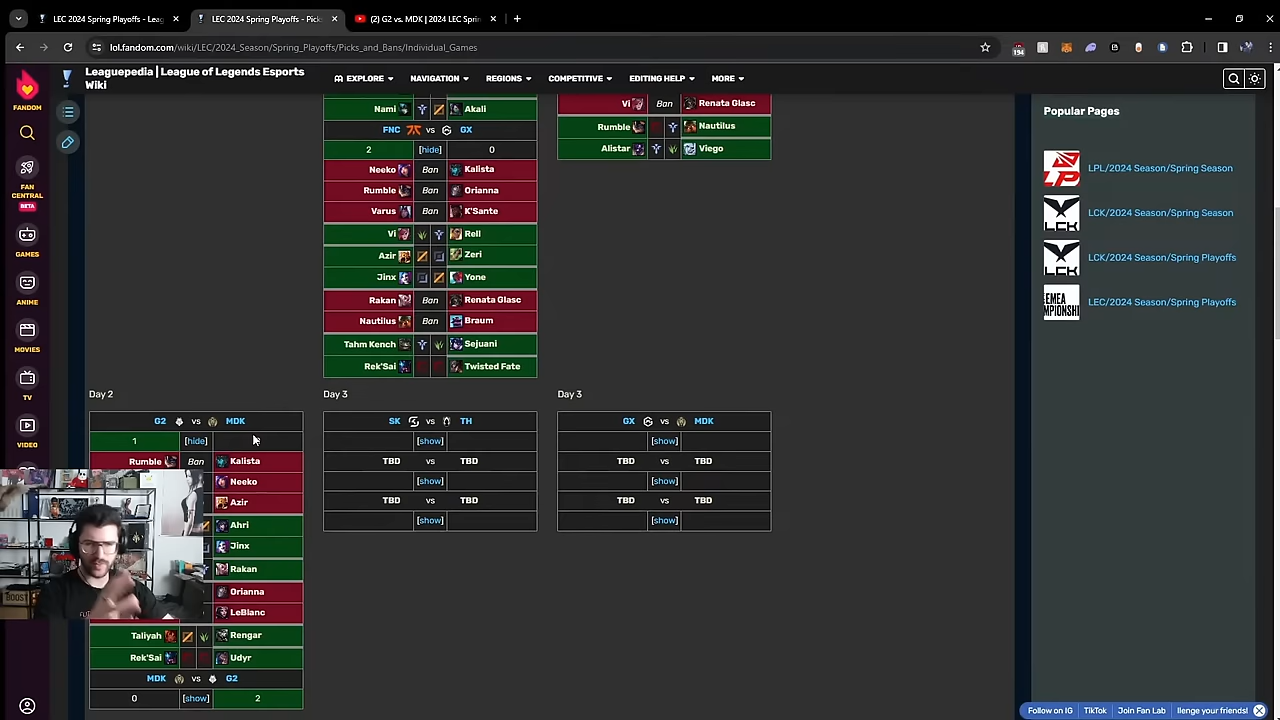 LEC 2024 Spring Playoffs - Leag
LEC 2024 Spring Playoffs - Pick
(2) G2 vs. MDK | 2024 LEC Sprin
lol.fandom.com/wiki/LEC/2024_Season/Spring_Playoffs/Picks_and_Bans/Individual_Games
194
Leaguepedia | League of Legends Esports
Wiki
EXPLORE
NAVIGATION
REGIONS
COMPETITIVE
EDITING HELP
MORE
FANDOM
FAN
CENTRAL
BETA
GAMES
ANIME
MOVIES
TV
VIDEO
Nami Akali
FNC vs GX
2 [hide] 0
Neeko Ban Kalista
Rumble Ban Orianna
Varus Ban K'Sante
Vi Rell
Azir Zeri
Jinx Yone
Rakan Ban Renata Glasc
Nautilus Ban Braum
Tahm Kench Sejuani
Rek'Sai Twisted Fate
Vi Ban Renata Glasc
Rumble Nautilus
Alistar Viego
Day 2
G2 vs MDK
1 [hide]
Rumble Ban Kalista
Neeko
Azir
Ahri
Jinx
Rakan
Orianna
LeBlanc
Taliyah Rengar
Rek'Sai Udyr
MDK vs G2
0 [show] 2
Day 3
SK vs TH
[show]
TBD vs TBD
[show]
TBD vs TBD
[show]
Day 3
GX vs MDK
[show]
TBD vs TBD
[show]
TBD vs TBD
[show]
Popular Pages
LPL/2024 Season/Spring Season
LCK/2024 Season/Spring Season
LCK/2024 Season/Spring Playoffs
LEC/2024 Season/Spring Playoffs
Follow on IG
TikTok
Join Fan Lab
llenge your friends!